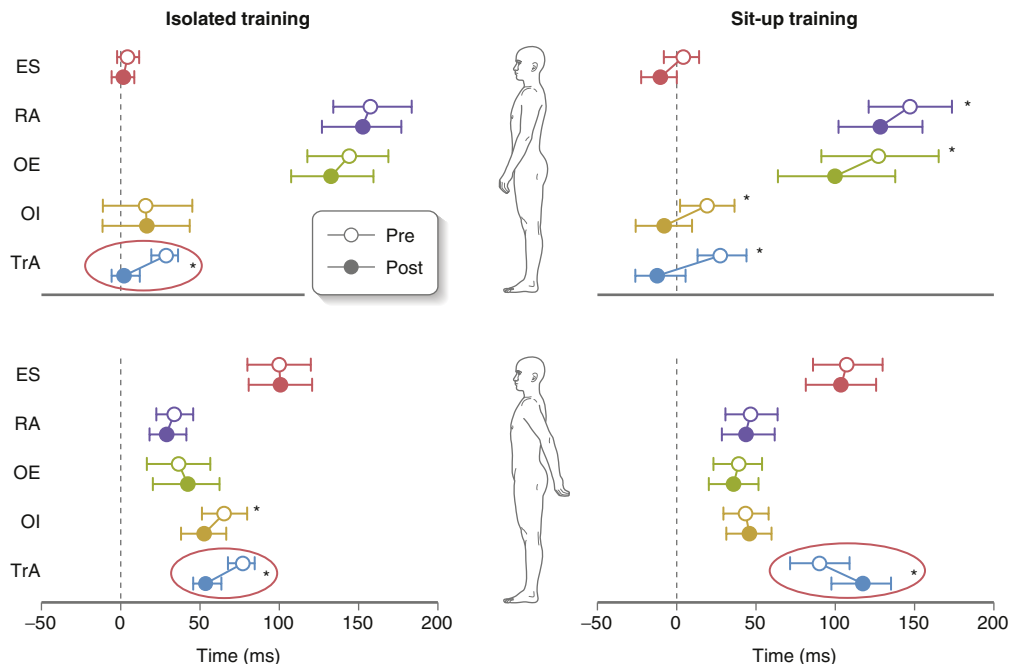 Isolated training
Sit-up training
ES
RA
*
OE
*
OI
*
TrA
*
*
Pre
Post
ES
RA
OE
OI
*
TrA
*
*
–50
0
50
100
150
200
–50
0
50
100
150
200
Time (ms)
Time (ms)